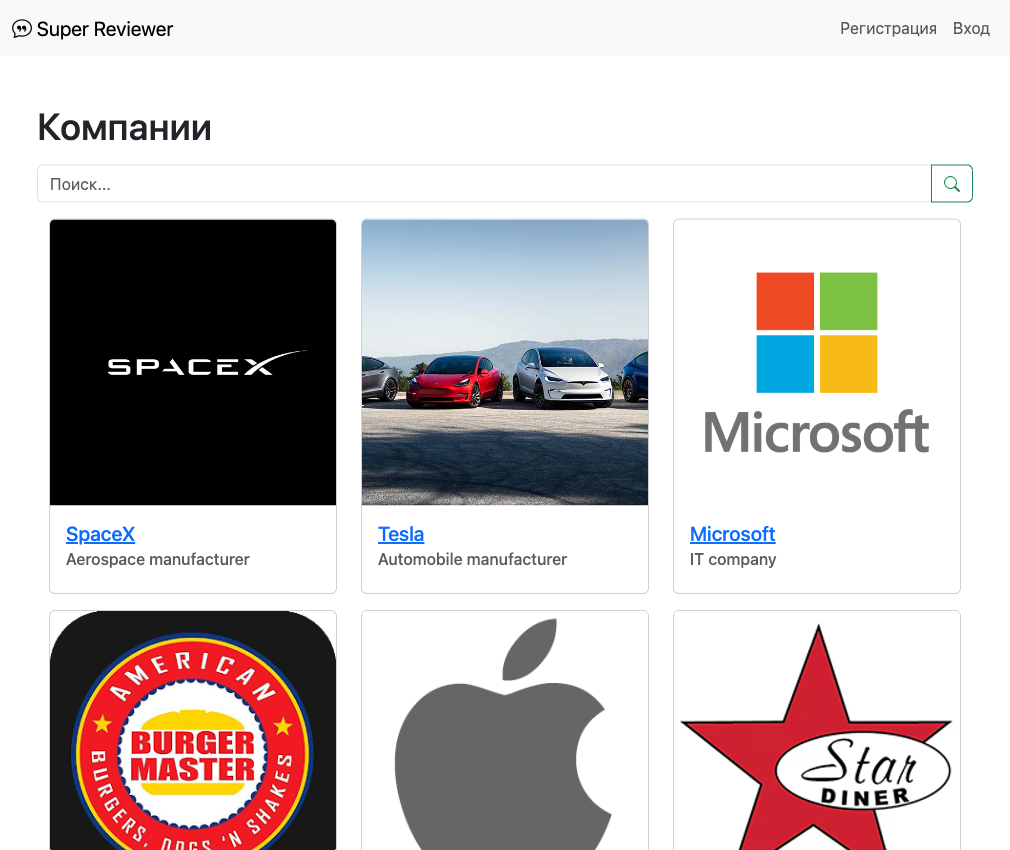 Super Reviewer
Регистрация
Вход
Компании
Поиск...
SPACEX
Microsoft
SpaceX
Aerospace manufacturer
Tesla
Automobile manufacturer
Microsoft
IT company
AMERICAN
BURGER
MASTER
BURGERS, DOGS 'N SHAKES
Star
DINER